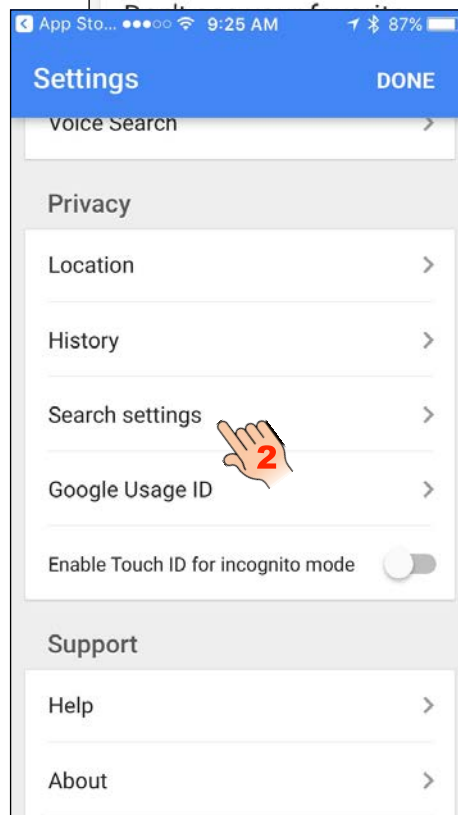 App Sto... 9:25 AM 87%
Settings DONE
Voice Search
Privacy
Location
History
Search settings
2
Google Usage ID
Enable Touch ID for incognito mode
Support
Help
About